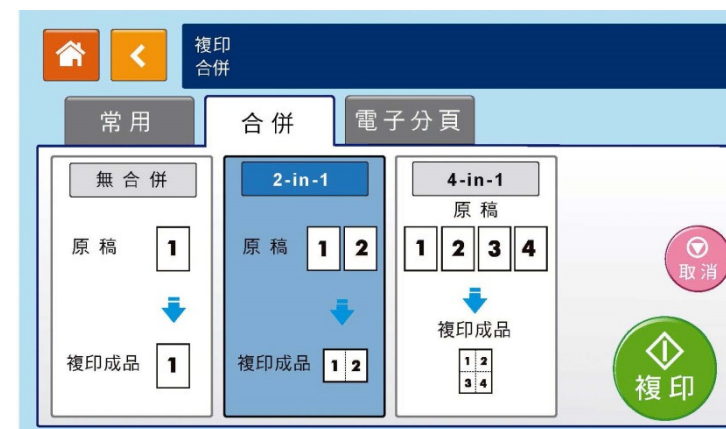 複印
合併
常用
合併
電子分頁
無合併
原稿 1
複印成品 1
2-in-1
原稿 1 2
複印成品 1 2
4-in-1
原稿
1 2 3 4
複印成品
1 2
3 4
取消
複印